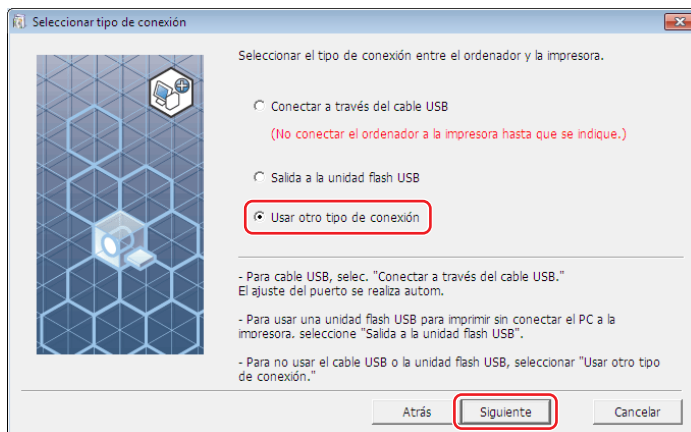 Seleccionar tipo de conexión
Seleccionar el tipo de conexión entre el ordenador y la impresora.
Conectar a través del cable USB
(No conectar el ordenador a la impresora hasta que se indique.)
Salida a la unidad flash USB
Usar otro tipo de conexión
- Para cable USB, selec. "Conectar a través del cable USB."
El ajuste del puerto se realiza autom.
- Para usar una unidad flash USB para imprimir sin conectar el PC a la
impresora. seleccione "Salida a la unidad flash USB".
- Para no usar el cable USB o la unidad flash USB, seleccionar "Usar otro tipo
de conexión."
Atrás
Siguiente
Cancelar